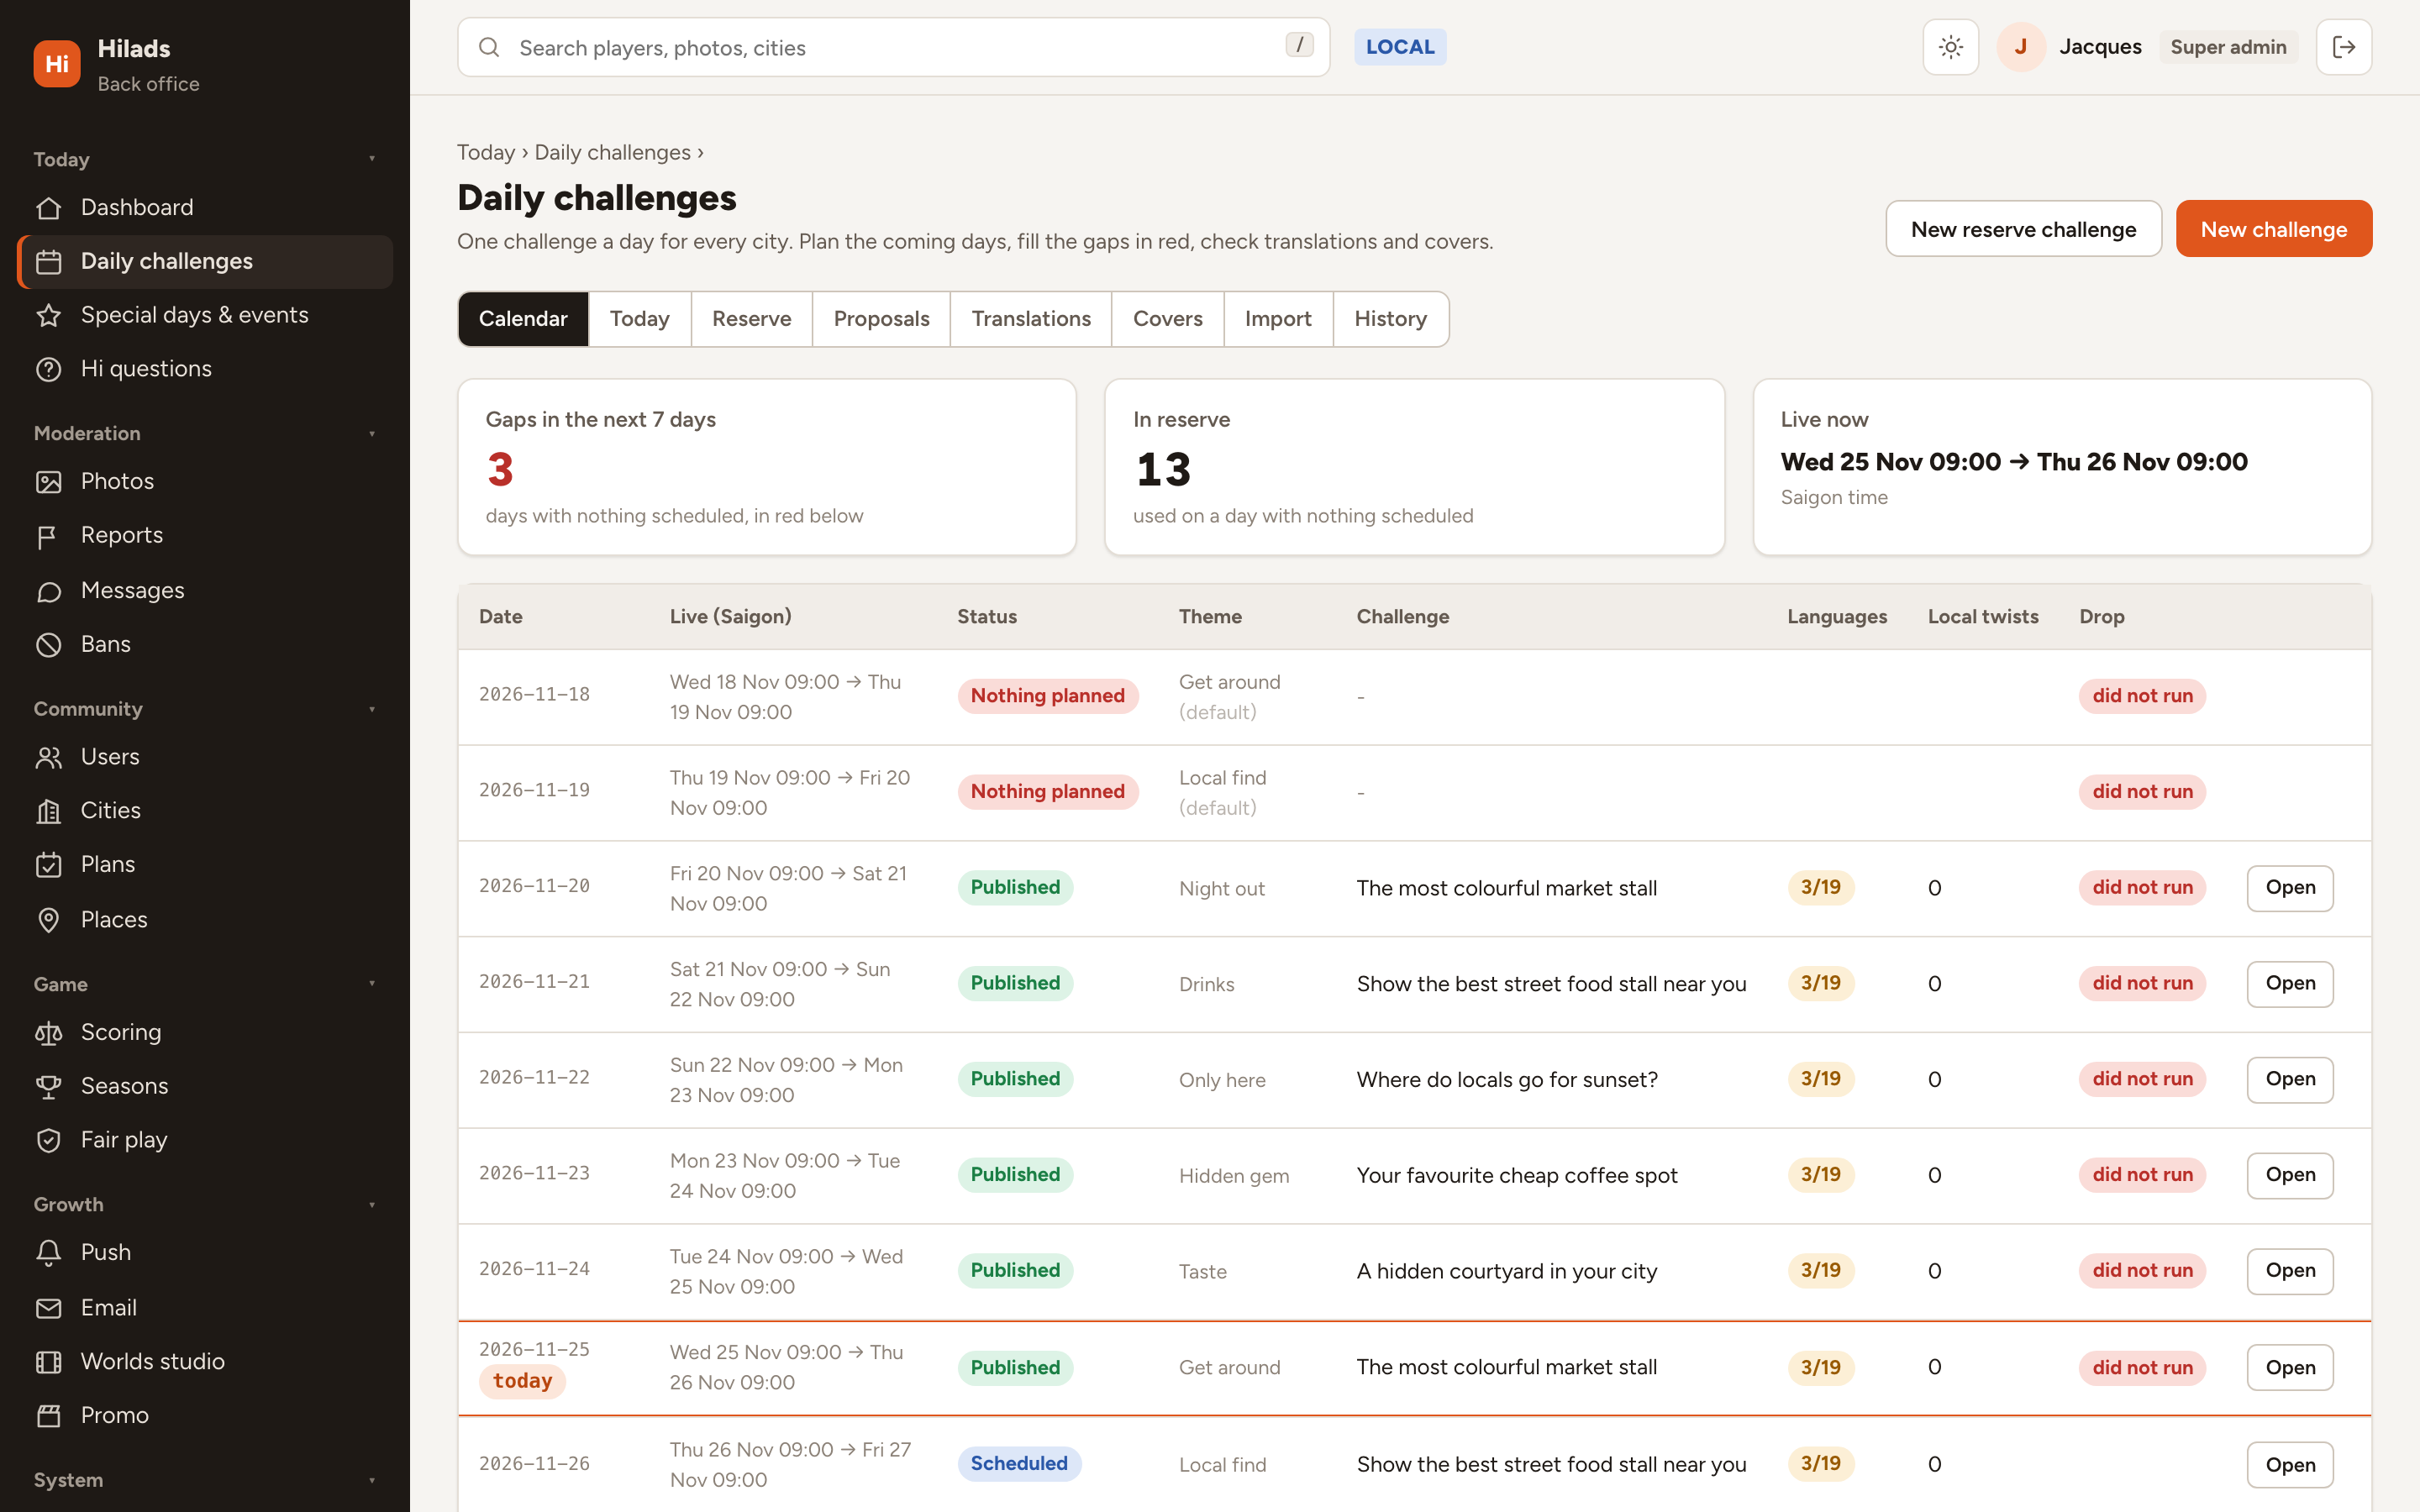 Hi
Hilads
Back office
Today
Dashboard
Daily challenges
Special days & events
Hi questions
Moderation
Photos
Reports
Messages
Bans
Community
Users
Cities
Plans
Places
Game
Scoring
Seasons
Fair play
Growth
Push
Email
Worlds studio
Promo
System
Search players, photos, cities /
LOCAL
J Jacques Super admin
Today › Daily challenges ›
Daily challenges
One challenge a day for every city. Plan the coming days, fill the gaps in red, check translations and covers.
New reserve challenge New challenge
Calendar Today Reserve Proposals Translations Covers Import History
Gaps in the next 7 days
3
days with nothing scheduled, in red below
In reserve
13
used on a day with nothing scheduled
Live now
Wed 25 Nov 09:00 → Thu 26 Nov 09:00
Saigon time
Date Live (Saigon) Status Theme Challenge Languages Local twists Drop
2026-11-18 Wed 18 Nov 09:00 → Thu 19 Nov 09:00 Nothing planned Get around (default) - did not run
2026-11-19 Thu 19 Nov 09:00 → Fri 20 Nov 09:00 Nothing planned Local find (default) - did not run
2026-11-20 Fri 20 Nov 09:00 → Sat 21 Nov 09:00 Published Night out The most colourful market stall 3/19 0 did not run Open
2026-11-21 Sat 21 Nov 09:00 → Sun 22 Nov 09:00 Published Drinks Show the best street food stall near you 3/19 0 did not run Open
2026-11-22 Sun 22 Nov 09:00 → Mon 23 Nov 09:00 Published Only here Where do locals go for sunset? 3/19 0 did not run Open
2026-11-23 Mon 23 Nov 09:00 → Tue 24 Nov 09:00 Published Hidden gem Your favourite cheap coffee spot 3/19 0 did not run Open
2026-11-24 Tue 24 Nov 09:00 → Wed 25 Nov 09:00 Published Taste A hidden courtyard in your city 3/19 0 did not run Open
2026-11-25 today Wed 25 Nov 09:00 → Thu 26 Nov 09:00 Published Get around The most colourful market stall 3/19 0 did not run Open
2026-11-26 Thu 26 Nov 09:00 → Fri 27 Nov 09:00 Scheduled Local find Show the best street food stall near you 3/19 0 Open